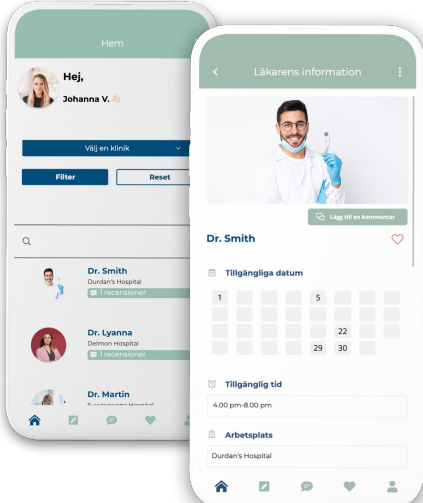 Hem
Hej,
Johanna V.
Välj en klinik
Filter
Reset
Dr. Smith
Durdan's Hospital
1 recensioner
Dr. Lyanna
Delmon Hospital
1 recensioner
Dr. Martin
Hospital
Läkarens information
Lägg till en kommentar
Dr. Smith
Tillgängliga datum
1 5
22
29 30
Tillgänglig tid
4.00 pm-8.00 pm
Arbetsplats
Durdan's Hospital